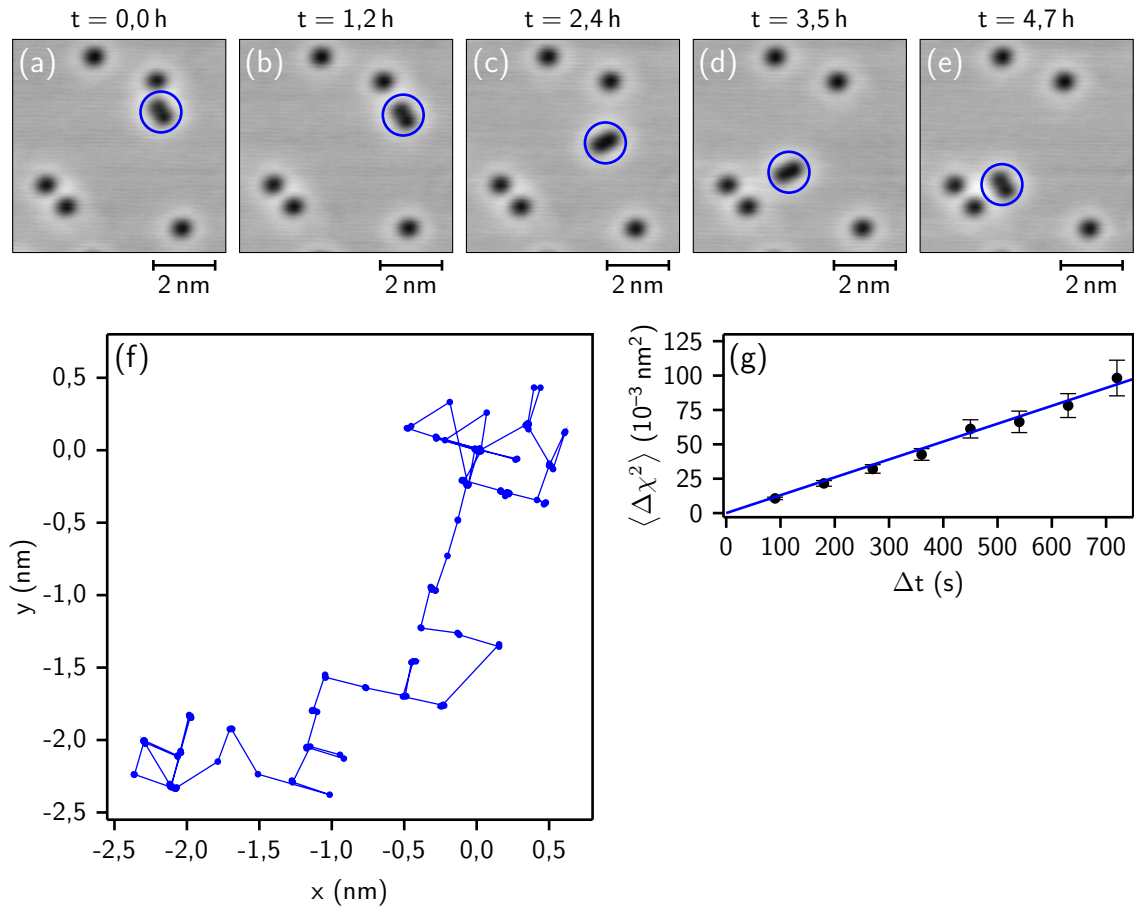 t = 0,0 h t = 1,2 h t = 2,4 h t = 3,5 h t = 4,7 h
(a) (b) (c) (d) (e)
2 nm 2 nm 2 nm 2 nm 2 nm
(f)
0,5
0,0
-0,5
-1,0
-1,5
-2,0
-2,5
y (nm)
-2,5 -2,0 -1,5 -1,0 -0,5 0,0 0,5
x (nm)
(g)
125
100
75
50
25
0
⟨Δχ²⟩ (10⁻³ nm²)
0 100 200 300 400 500 600 700
Δt (s)